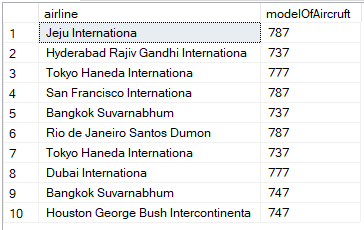 airline modelOfAircruft
1 Jeju Internationa 787
2 Hyderabad Rajiv Gandhi Internationa 737
3 Tokyo Haneda Internationa 777
4 San Francisco Internationa 787
5 Bangkok Suvarnabhum 737
6 Rio de Janeiro Santos Dumon 787
7 Tokyo Haneda Internationa 737
8 Dubai Internationa 777
9 Bangkok Suvarnabhum 747
10 Houston George Bush Intercontinenta 747